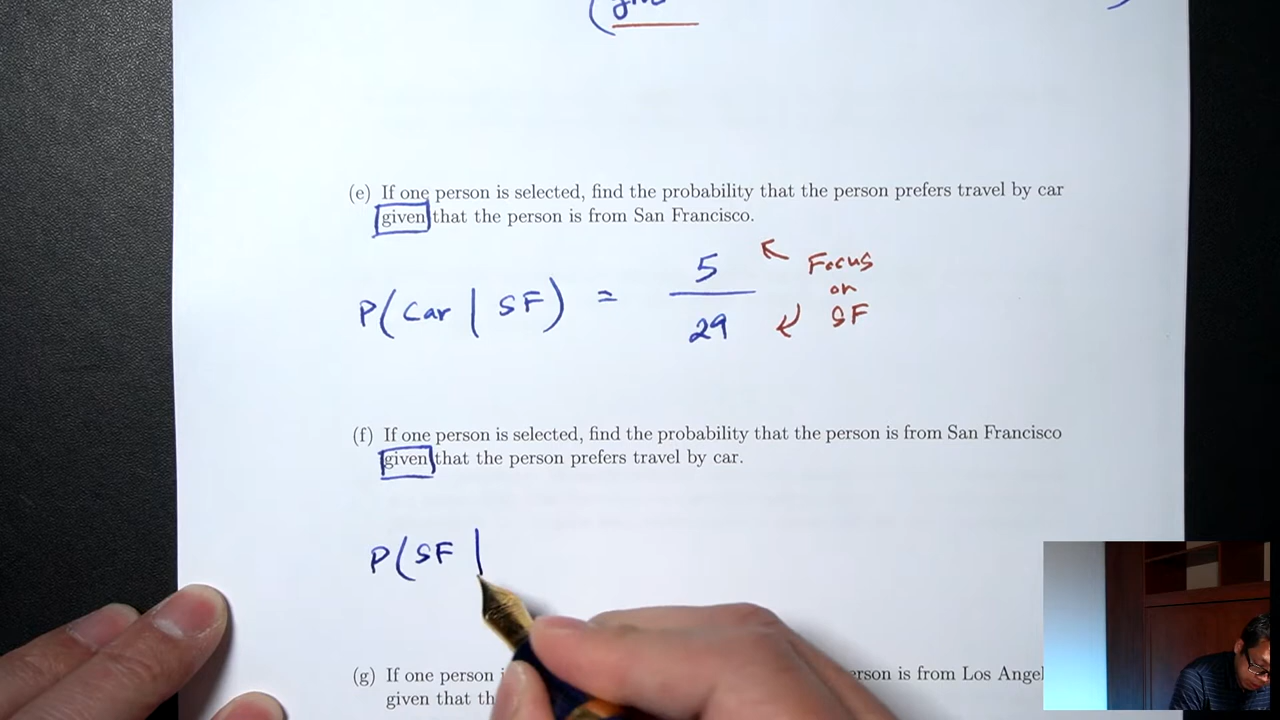 (e) If one person is selected, find the probability that the person prefers travel by car
given that the person is from San Francisco.
P(Car | SF) = 5/29
Focus
on
SF
(f) If one person is selected, find the probability that the person is from San Francisco
given that the person prefers travel by car.
P(SF |
(g) If one person is from Los
given that